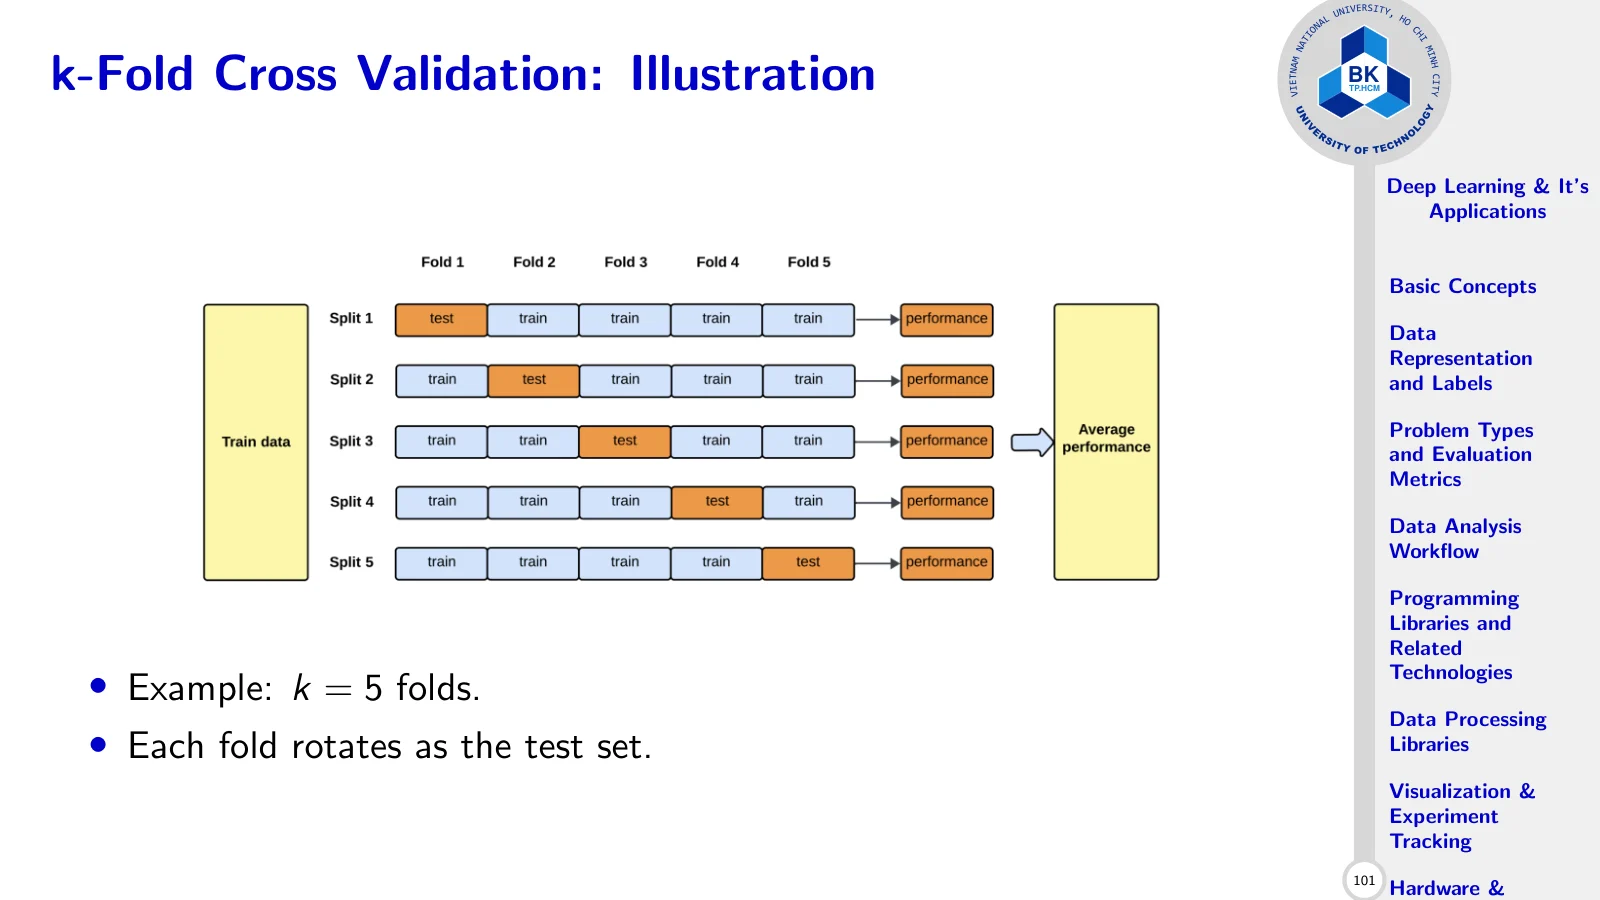 k-Fold Cross Validation: Illustration
Fold 1 Fold 2 Fold 3 Fold 4 Fold 5
Split 1 test train train train train performance
Split 2 train test train train train performance
Train data
Split 3 train train test train train performance
Average
performance
Split 4 train train train test train performance
Split 5 train train train train test performance
Example: k = 5 folds.
Each fold rotates as the test set.
VIETNAM NATIONAL UNIVERSITY, HO CHI MINH CITY
BK
TP.HCM
UNIVERSITY OF TECHNOLOGY
Deep Learning & It's
Applications
Basic Concepts
Data
Representation
and Labels
Problem Types
and Evaluation
Metrics
Data Analysis
Workflow
Programming
Libraries and
Related
Technologies
Data Processing
Libraries
Visualization &
Experiment
Tracking
Hardware &
101